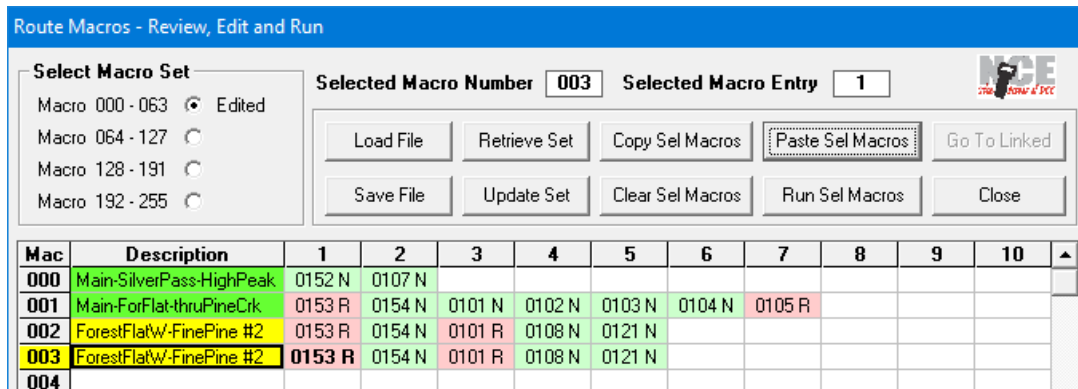 Route Macros - Review, Edit and Run
Select Macro Set
Macro 000 - 063 Edited
Macro 064 - 127
Macro 128 - 191
Macro 192 - 255
Selected Macro Number 003 Selected Macro Entry 1
NCE
Load File Retrieve Set Copy Sel Macros Paste Sel Macros Go To Linked
Save File Update Set Clear Sel Macros Run Sel Macros Close
Mac Description 1 2 3 4 5 6 7 8 9 10
000 Main-SilverPass-HighPeak 0152 N 0107 N
001 Main-ForFlat-thruPineCrk 0153 R 0154 N 0101 N 0102 N 0103 N 0104 N 0105 R
002 ForestFlatW-FinePine #2 0153 R 0154 N 0101 R 0108 N 0121 N
003 ForestFlatW-FinePine #2 0153 R 0154 N 0101 R 0108 N 0121 N
004